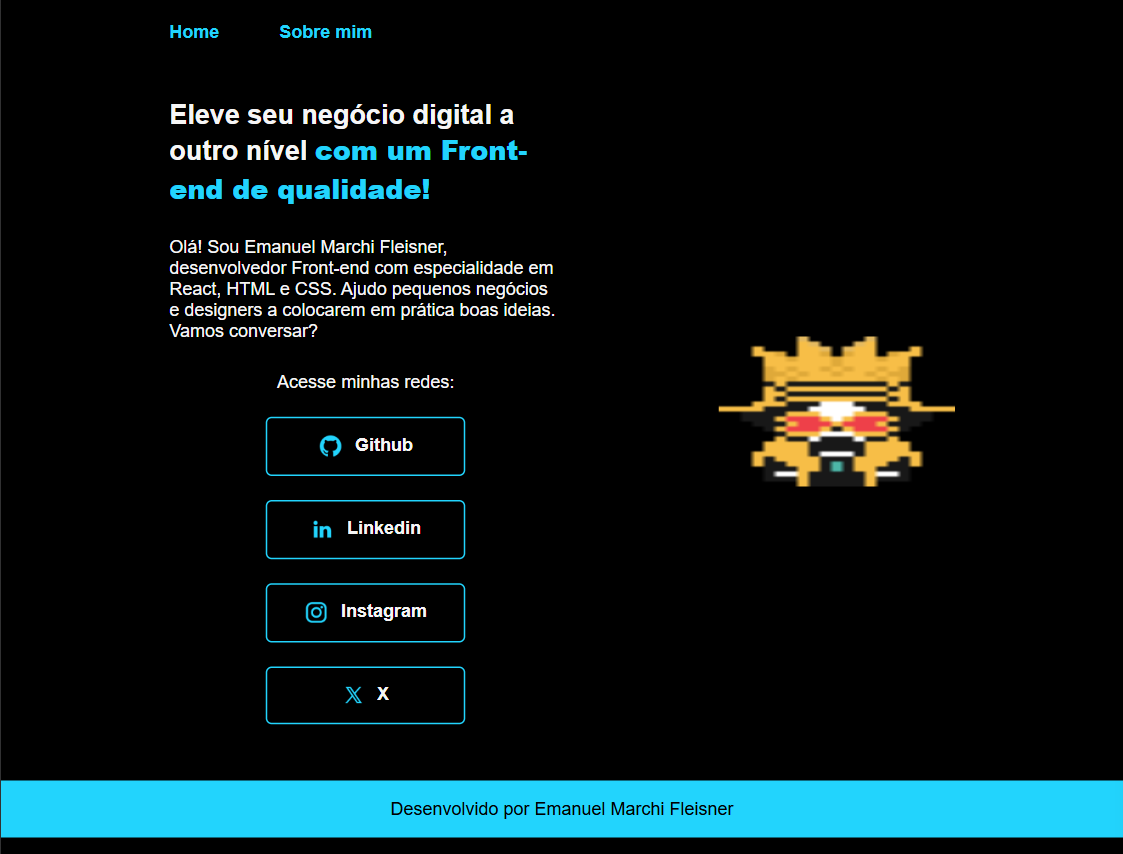 Home
Sobre mim
Eleve seu negócio digital a
outro nível com um Front-
end de qualidade!
Olá! Sou Emanuel Marchi Fleisner,
desenvolvedor Front-end com especialidade em
React, HTML e CSS. Ajudo pequenos negócios
e designers a colocarem em prática boas ideias.
Vamos conversar?
Acesse minhas redes:
Github
Linkedin
Instagram
X
Desenvolvido por Emanuel Marchi Fleisner